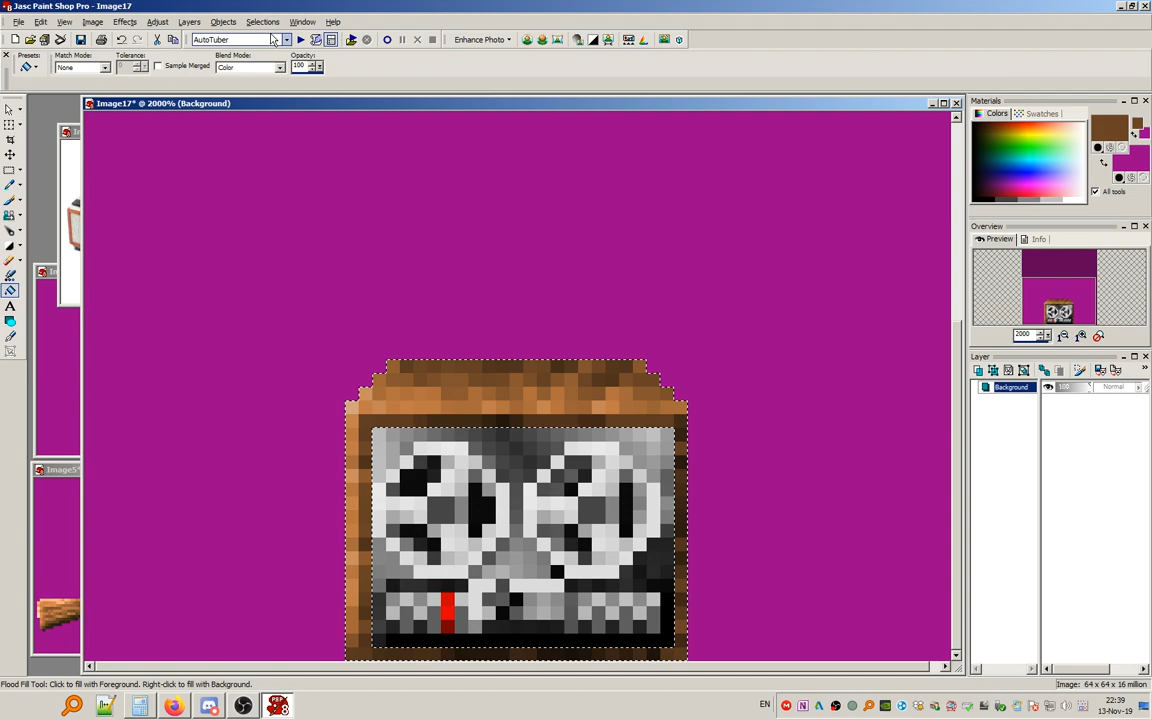 Jasc Paint Shop Pro - Image17
File Edit View Image Effects Adjust Layers Objects Selections Window Help
AutoTuber
Enhance Photo
Presets:
Match Mode:
Tolerance:
Blend Mode:
Opacity:
None
0
Sample Merged
Color
100
Image17* @ 2000% (Background)
Image5*
Materials
Colors
Swatches
All tools
Overview
Preview
Info
2000
Layer
Background
100
Normal
Flood Fill Tool: Click to fill with Foreground. Right-click to fill with Background.
Image: 64 x 64 x 16 million
EN
22:39
13-Nov-19